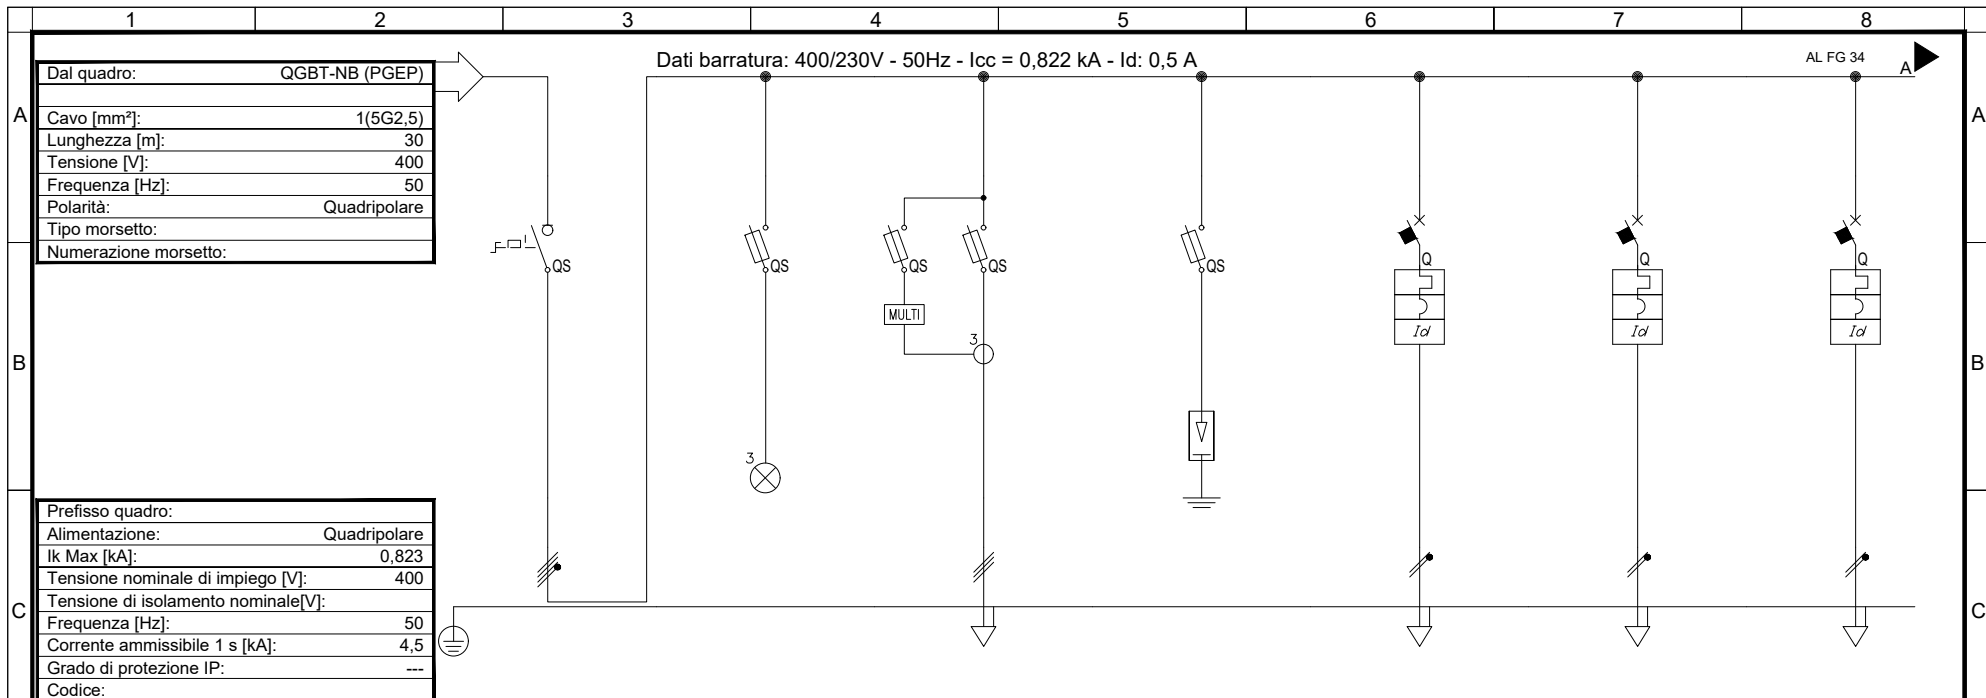 1 2 3 4 5 6 7 8
Dati barratura: 400/230V - 50Hz - Icc = 0,822 kA - Id: 0,5 A
AL FG 34 A
Dal quadro: QGBT-NB (PGEP)
Cavo [mm²]: 1(5G2,5)
Lunghezza [m]: 30
Tensione [V]: 400
Frequenza [Hz]: 50
Polarità: Quadripolare
Tipo morsetto:
Numerazione morsetto:
A A
QS QS QS QS QS
Q Q Q
MULTI
Id Id Id
3
B B
3
Prefisso quadro:
Alimentazione: Quadripolare
Ik Max [kA]: 0,823
Tensione nominale di impiego [V]: 400
Tensione di isolamento nominale[V]:
Frequenza [Hz]: 50
Corrente ammissibile 1 s [kA]: 4,5
Grado di protezione IP: ---
Codice:
C C